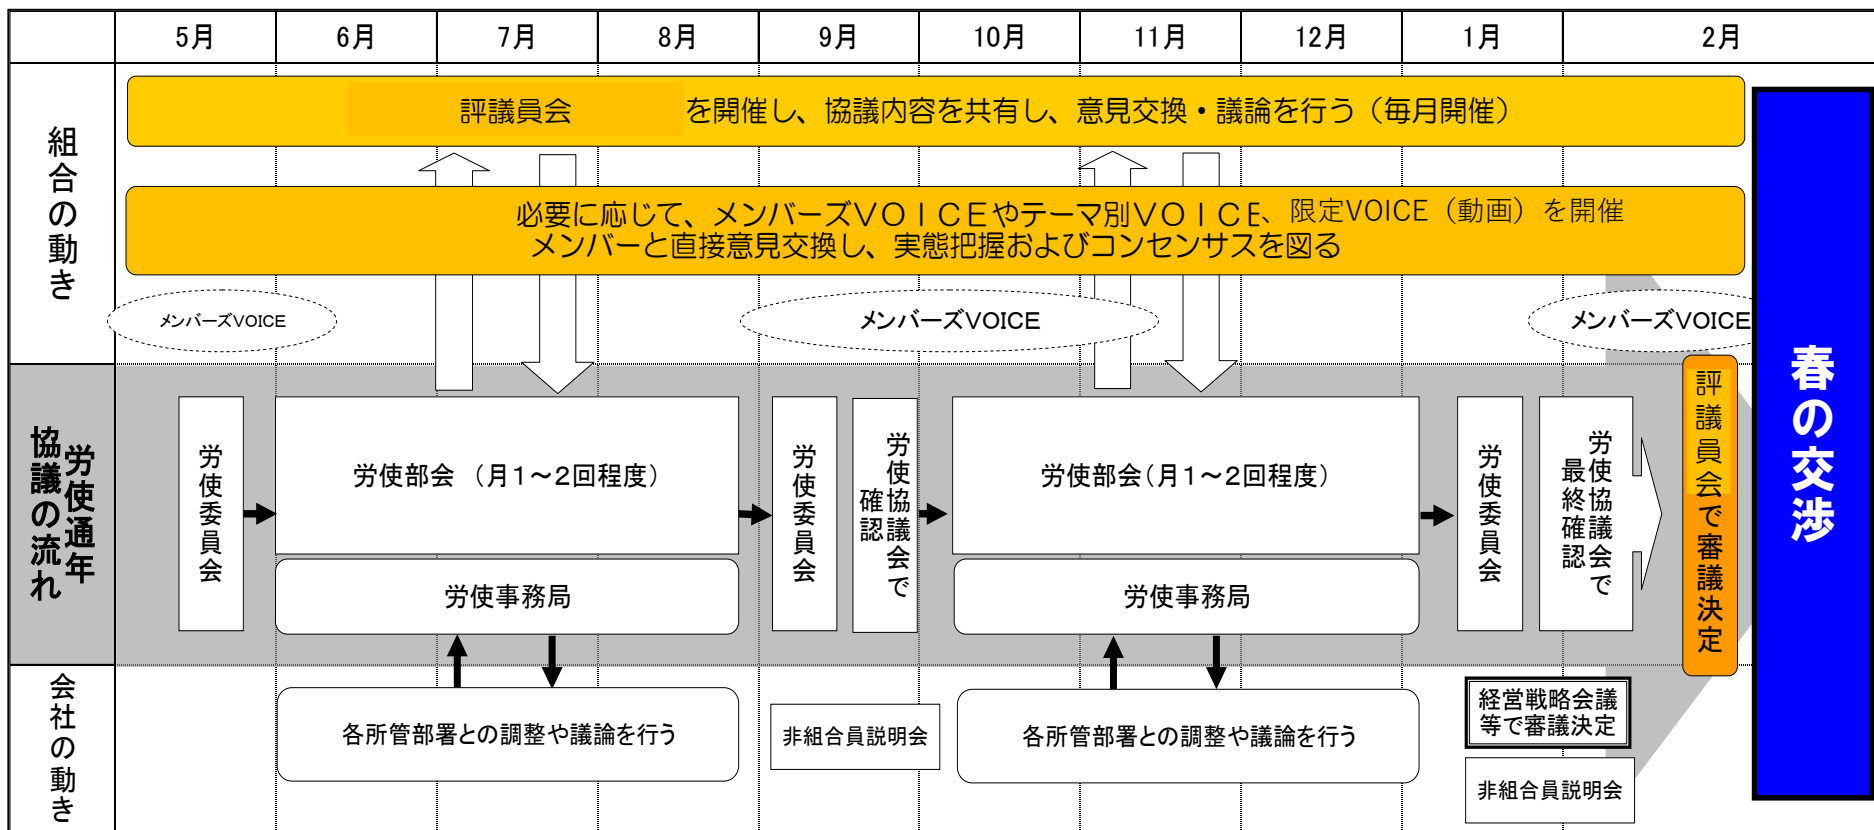 5月 6月 7月 8月 9月 10月 11月 12月 1月 2月
組合の動き
評議員会 を開催し、協議内容を共有し、意見交換・議論を行う（毎月開催）
必要に応じて、メンバーズＶＯＩＣＥやテーマ別ＶＯＩＣＥ、限定VOICE（動画）を開催
メンバーと直接意見交換し、実態把握およびコンセンサスを図る
メンバーズVOICE
メンバーズVOICE
メンバーズVOICE
春の交渉
労使通年
協議の流れ
労使委員会
労使部会 （月１～２回程度）
労使事務局
労使委員会
労使協議会で
確認
労使部会（月１～２回程度）
労使事務局
労使委員会
労使協議会で
最終確認
評議員会で審議決定
会社の動き
各所管部署との調整や議論を行う
非組合員説明会
各所管部署との調整や議論を行う
経営戦略会議
等で審議決定
非組合員説明会